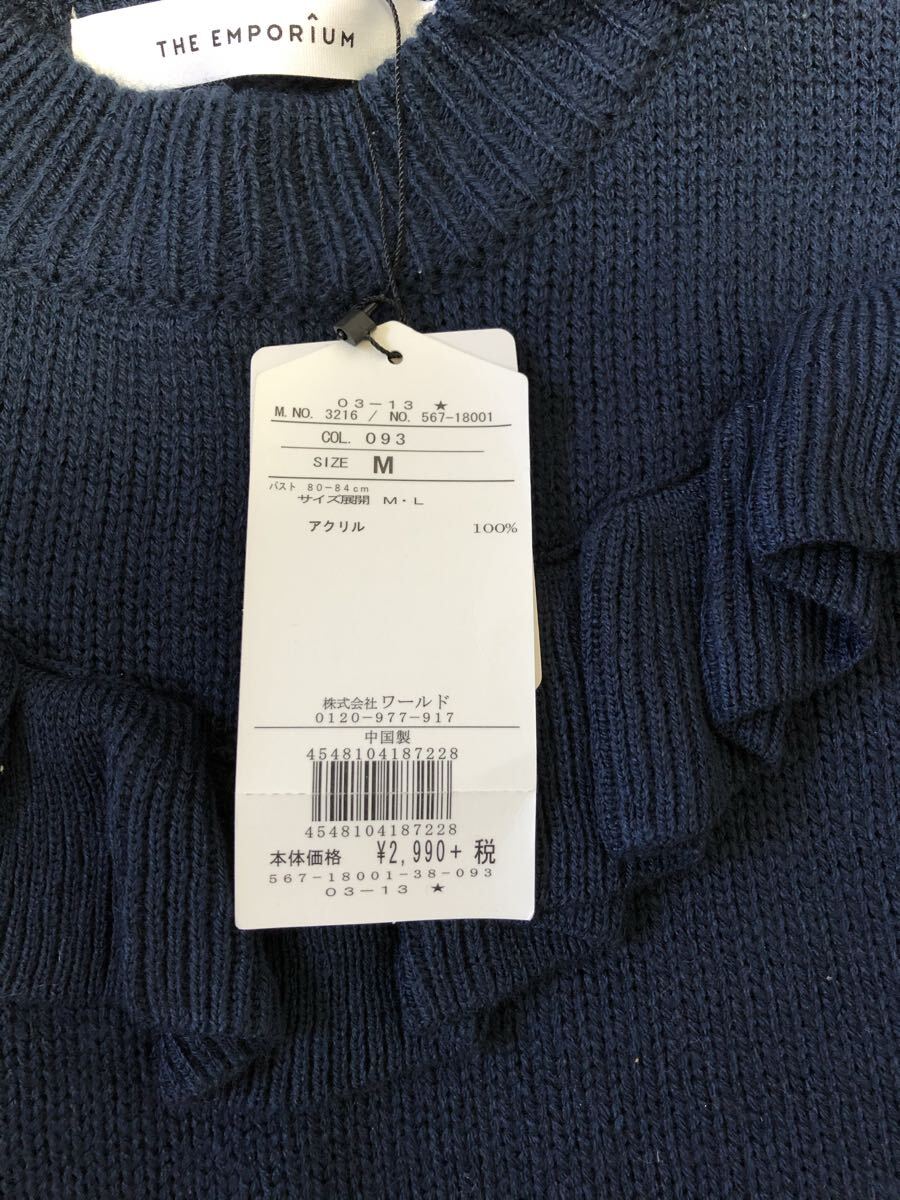 THE EMPORÎUM
03-13 ★
M. NO. 3216 / NO. 567-18001
COL. 093
SIZE M
バスト 80-84cm
サイズ展開 M・L
アクリル 100%
株式会社 ワールド
0120-977-917
中国製
4548104187228
4548104187228
本体価格 ¥2,990+ 税
567-18001-38-093
03-13 ★